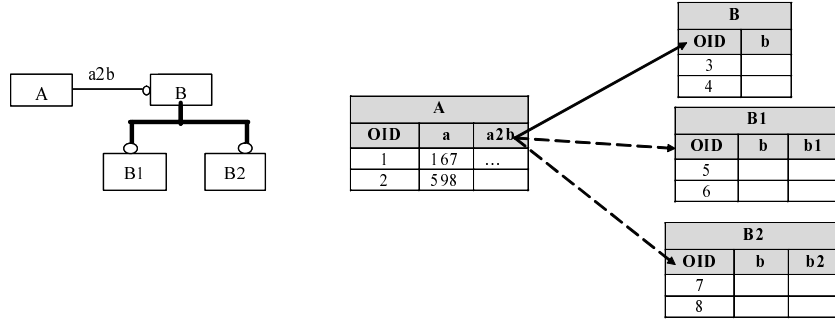 a2b
A
B
B1
B2
A
OID a a2b
1 167 ...
2 598
B
OID b
3
4
B1
OID b b1
5
6
B2
OID b b2
7
8